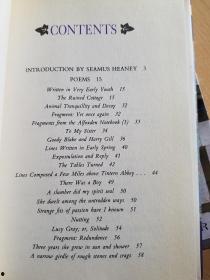 CONTENTS
INTRODUCTION BY SEAMUS HEANEY 3
POEMS 15
Written in Very Early Youth 15
The Ruined Cottage 15
Animal Tranquillity and Decay 32
Fragment: Yet once again 32
Fragments from the Alfoxden Notebook (I) 33
To My Sister 34
Goody Blake and Harry Gill 36
Lines Written in Early Spring 40
Expostulation and Reply 41
The Tables Turned 43
Lines Composed a Few Miles above Tintern Abbey . . . 44
There Was a Boy 49
A slumber did my spirit seal 50
She dwelt among the untrodden ways 50
Strange fits of passion have I known 51
Nutting 52
Lucy Gray; or, Solitude 54
Fragment: Redundance 56
Three years she grew in sun and shower 57
A narrow girdle of rough stones and crags 58